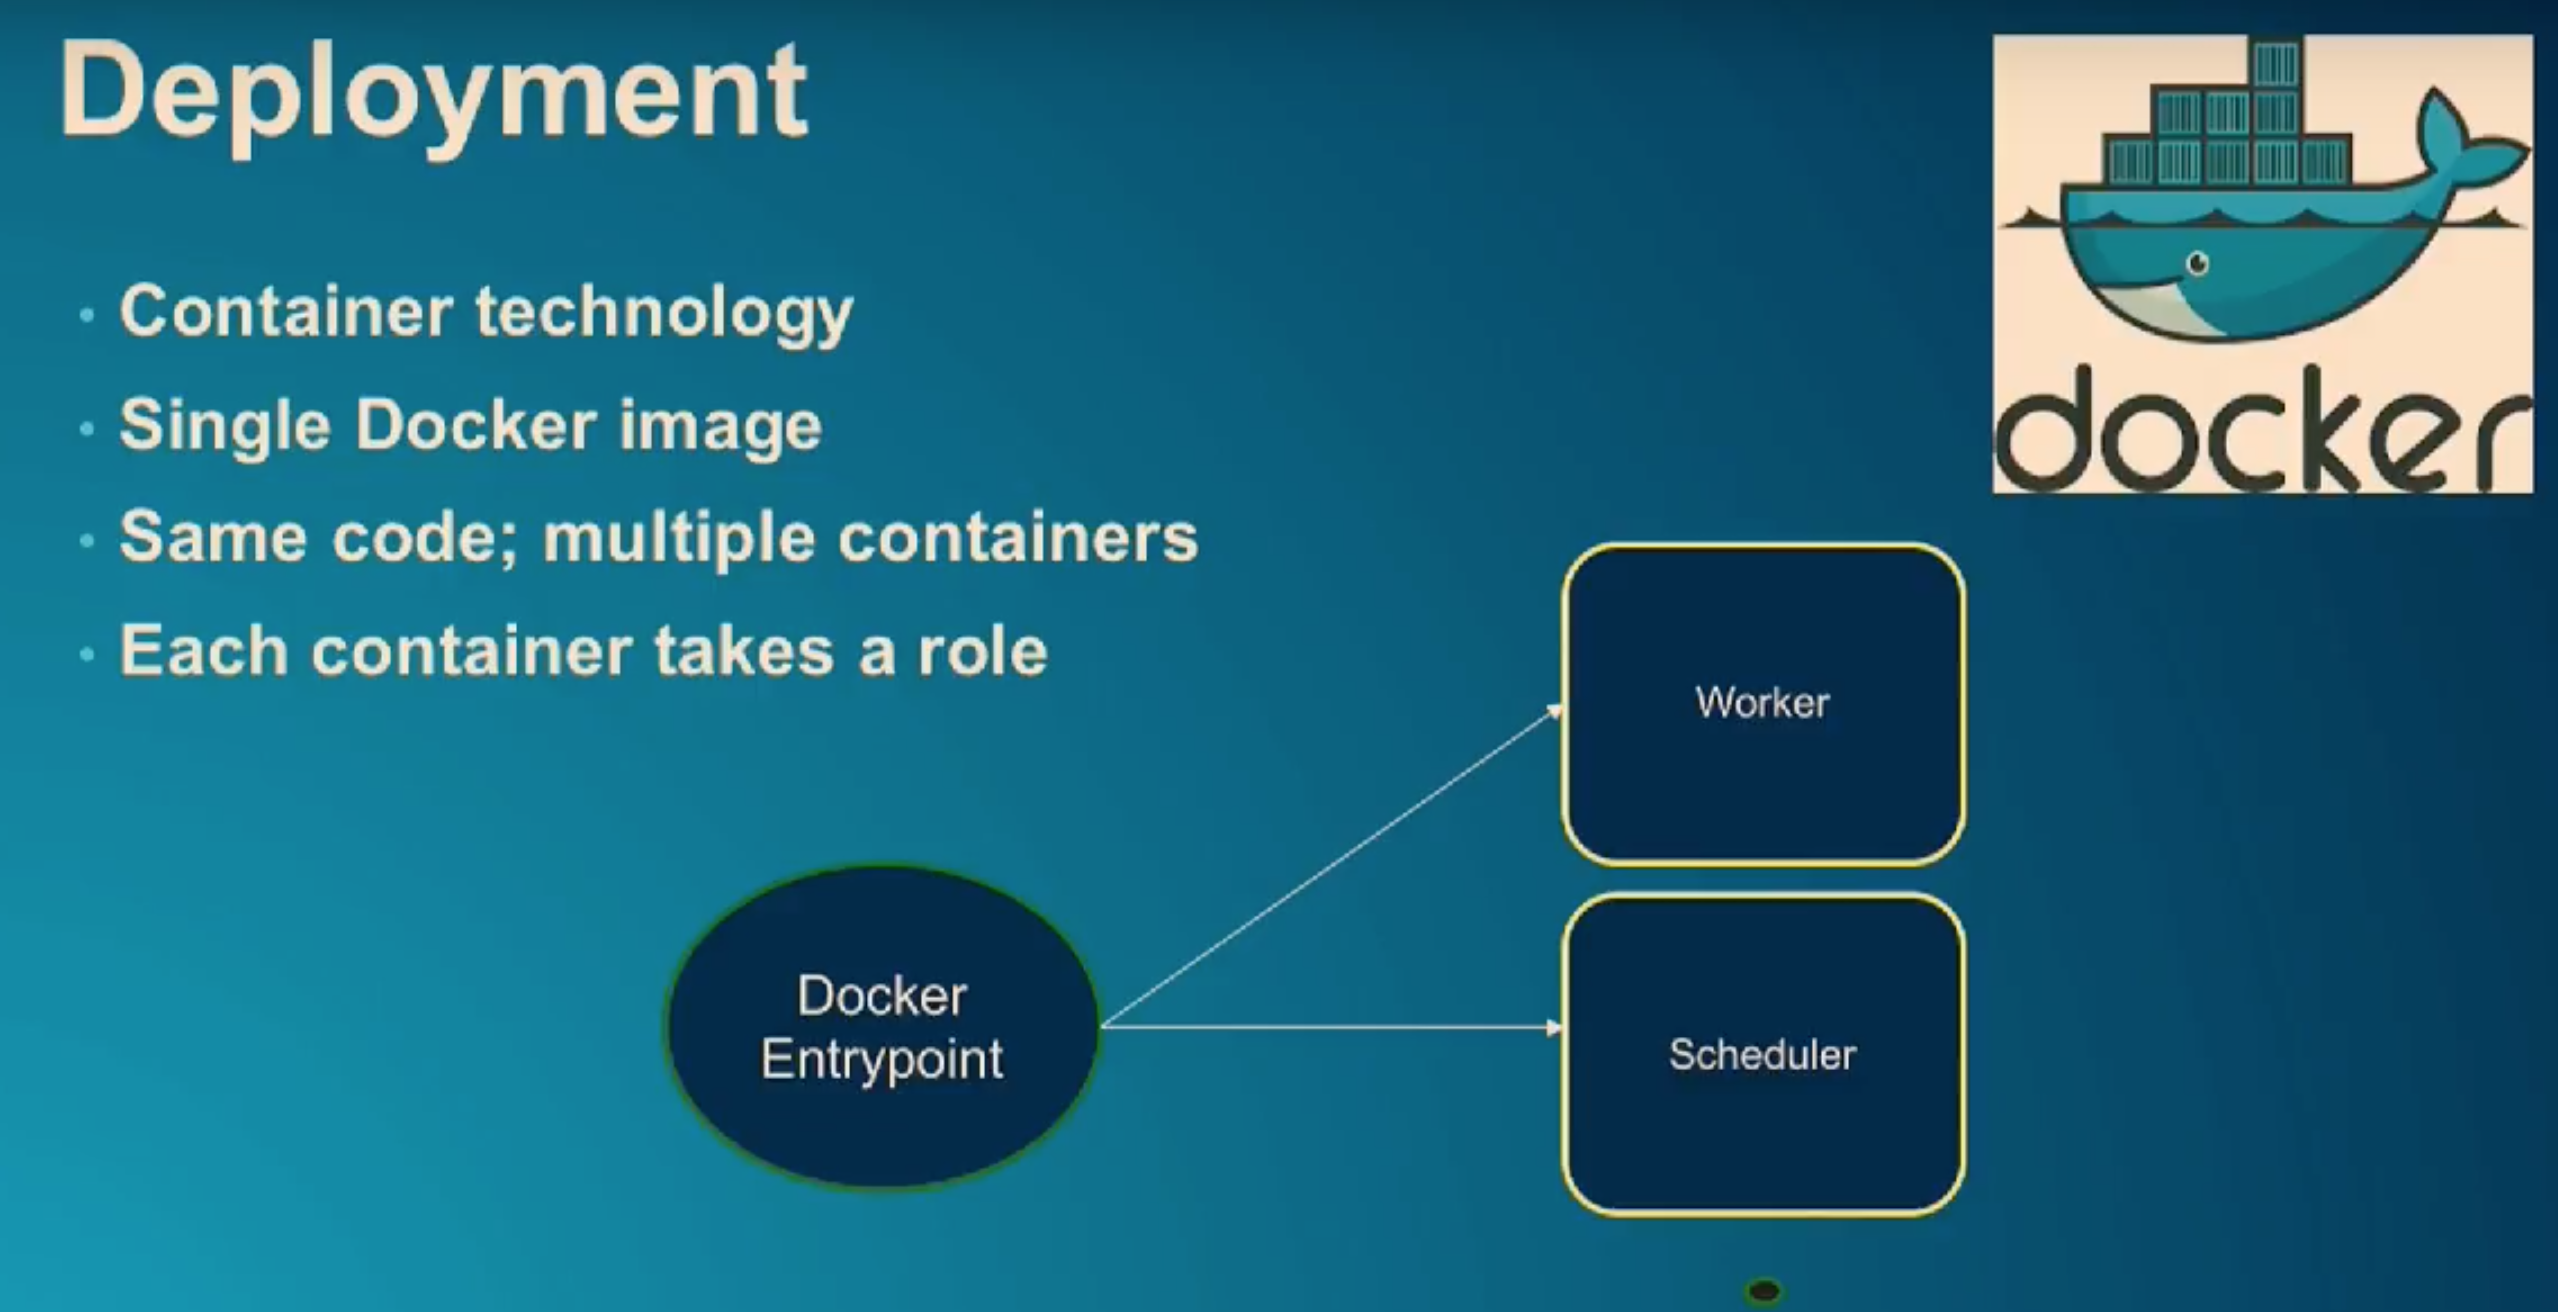 Deployment
Container technology
Single Docker image
Same code; multiple containers
Each container takes a role
docker
Worker
Docker
Entrypoint
Scheduler